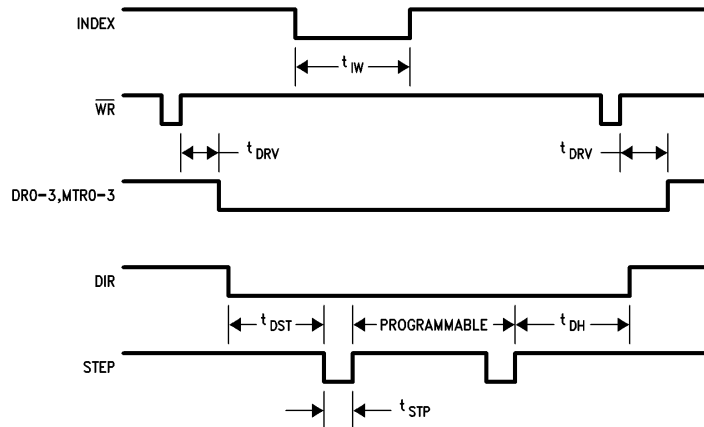 INDEX
t IW
WR
t DRV
t DRV
DR0-3,MTR0-3
DIR
t DST
PROGRAMMABLE
t DH
STEP
t STP